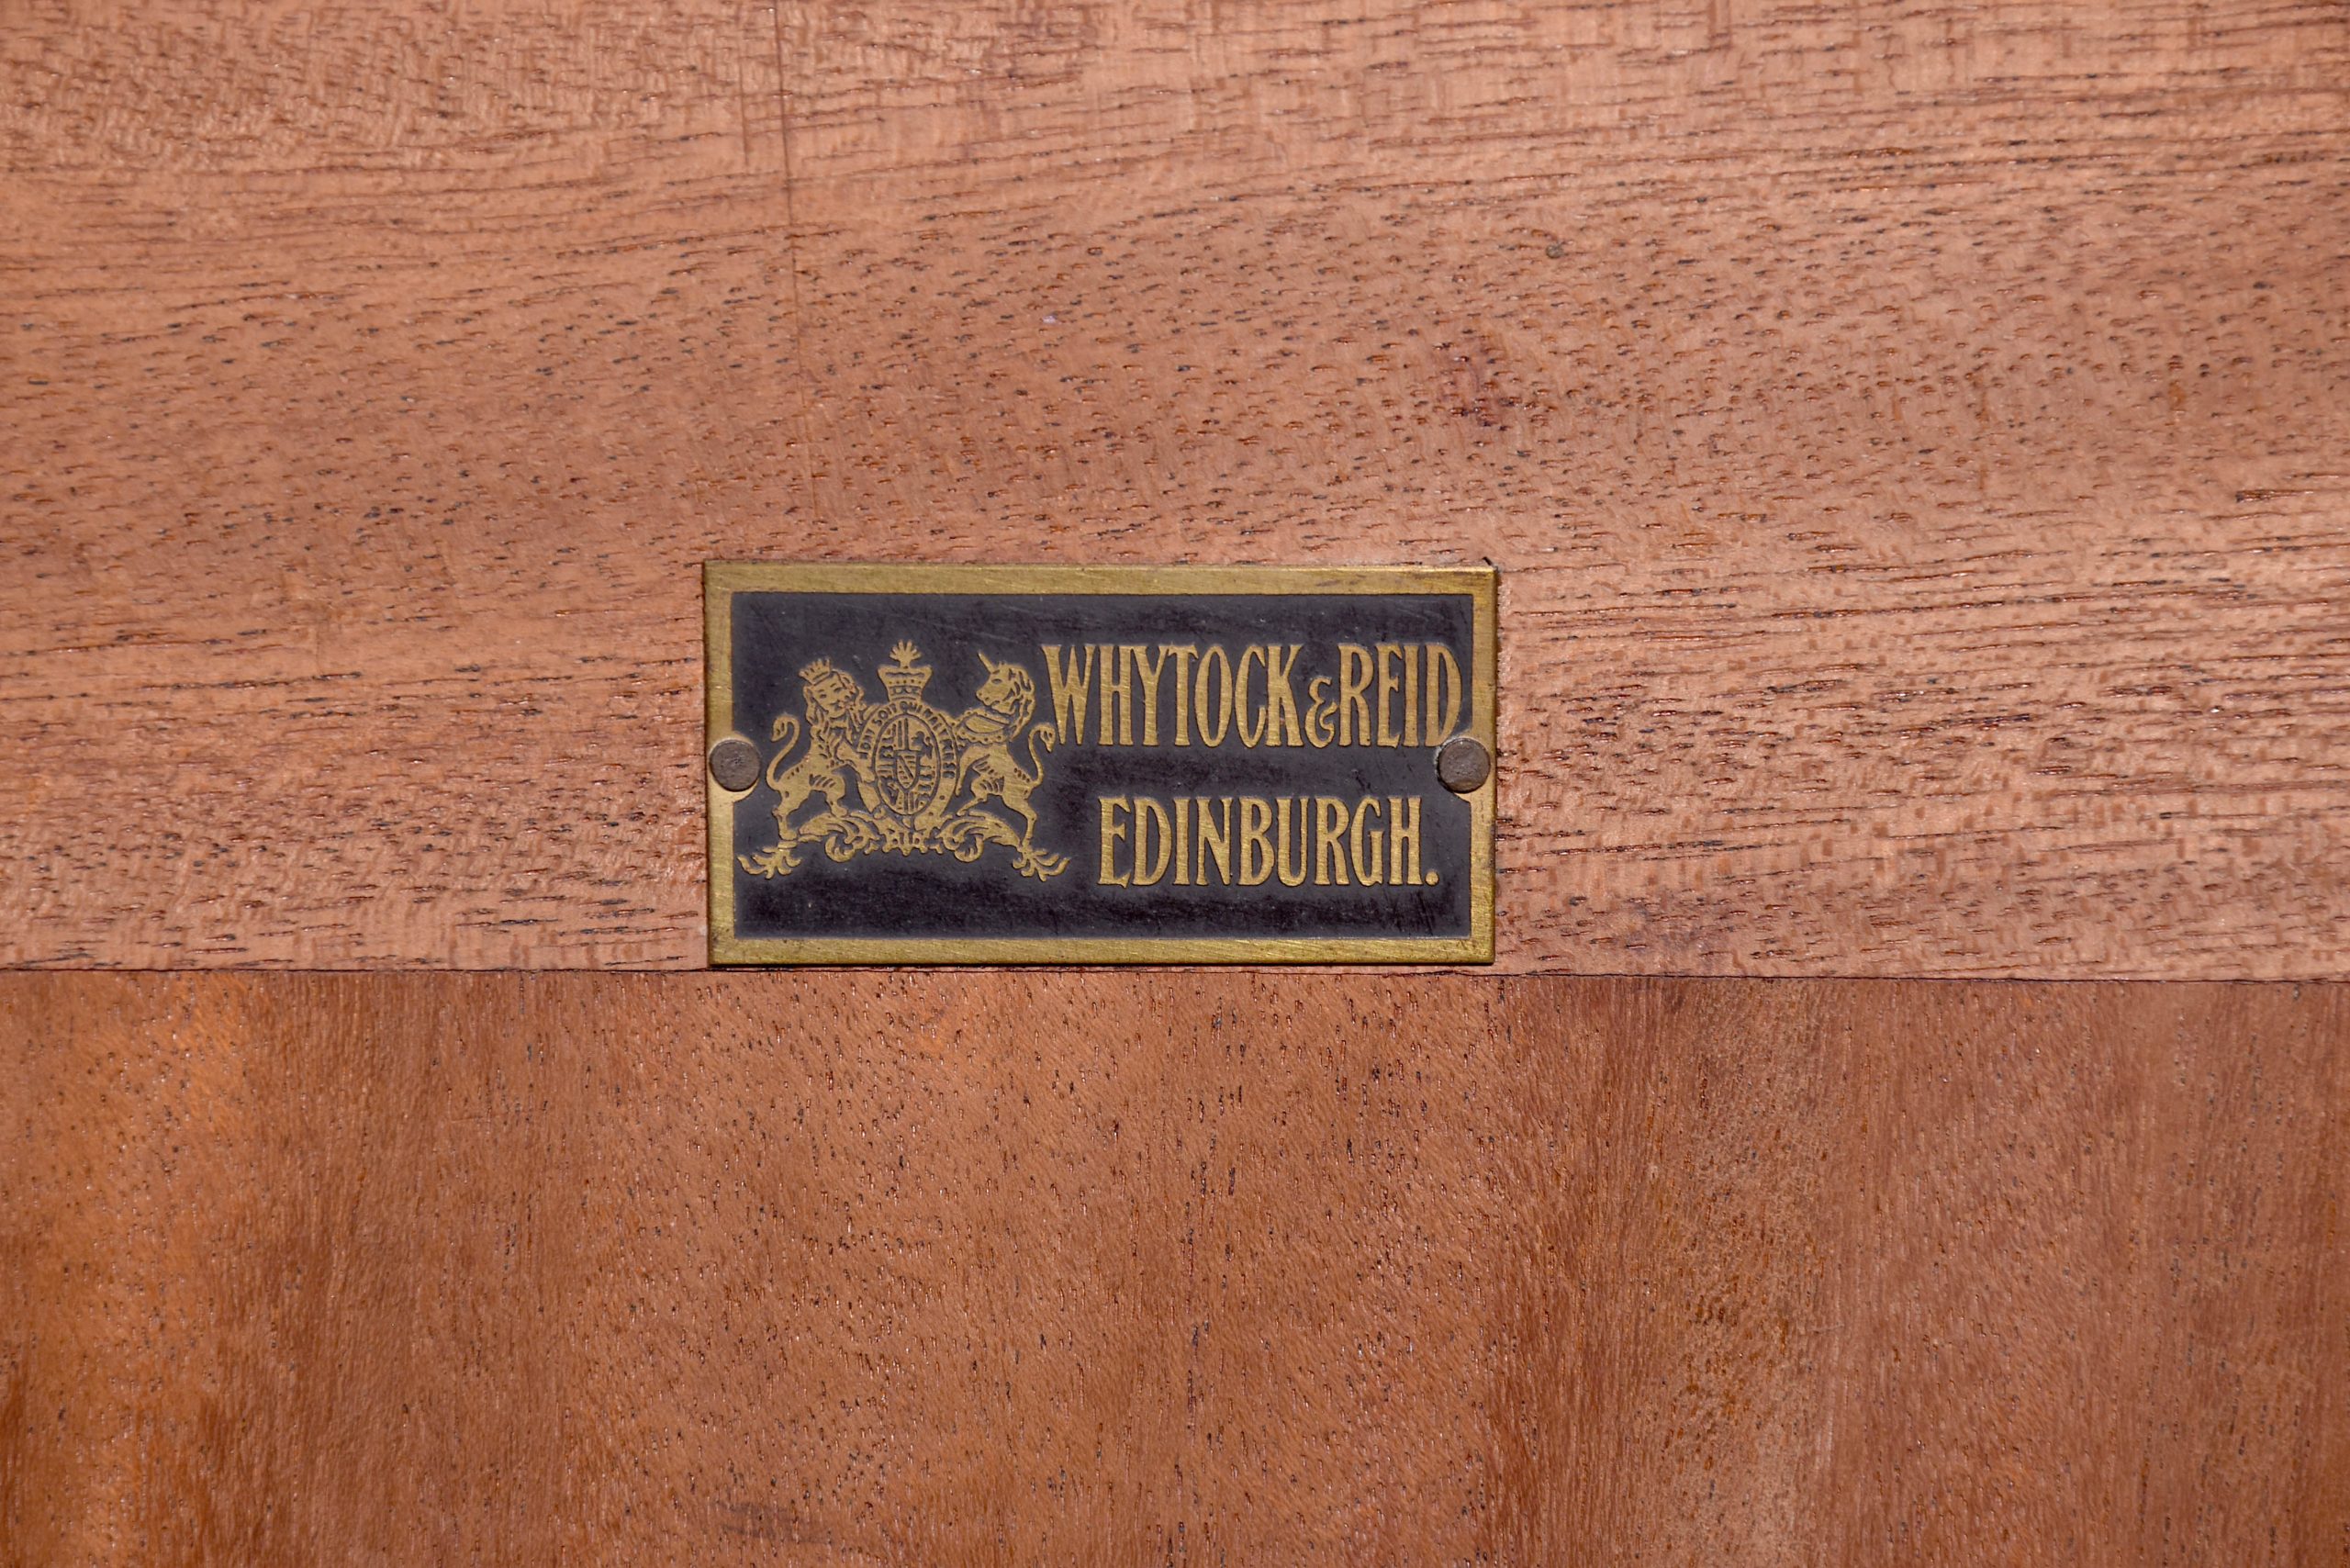 WHYTOCK & REID
EDINBURGH.